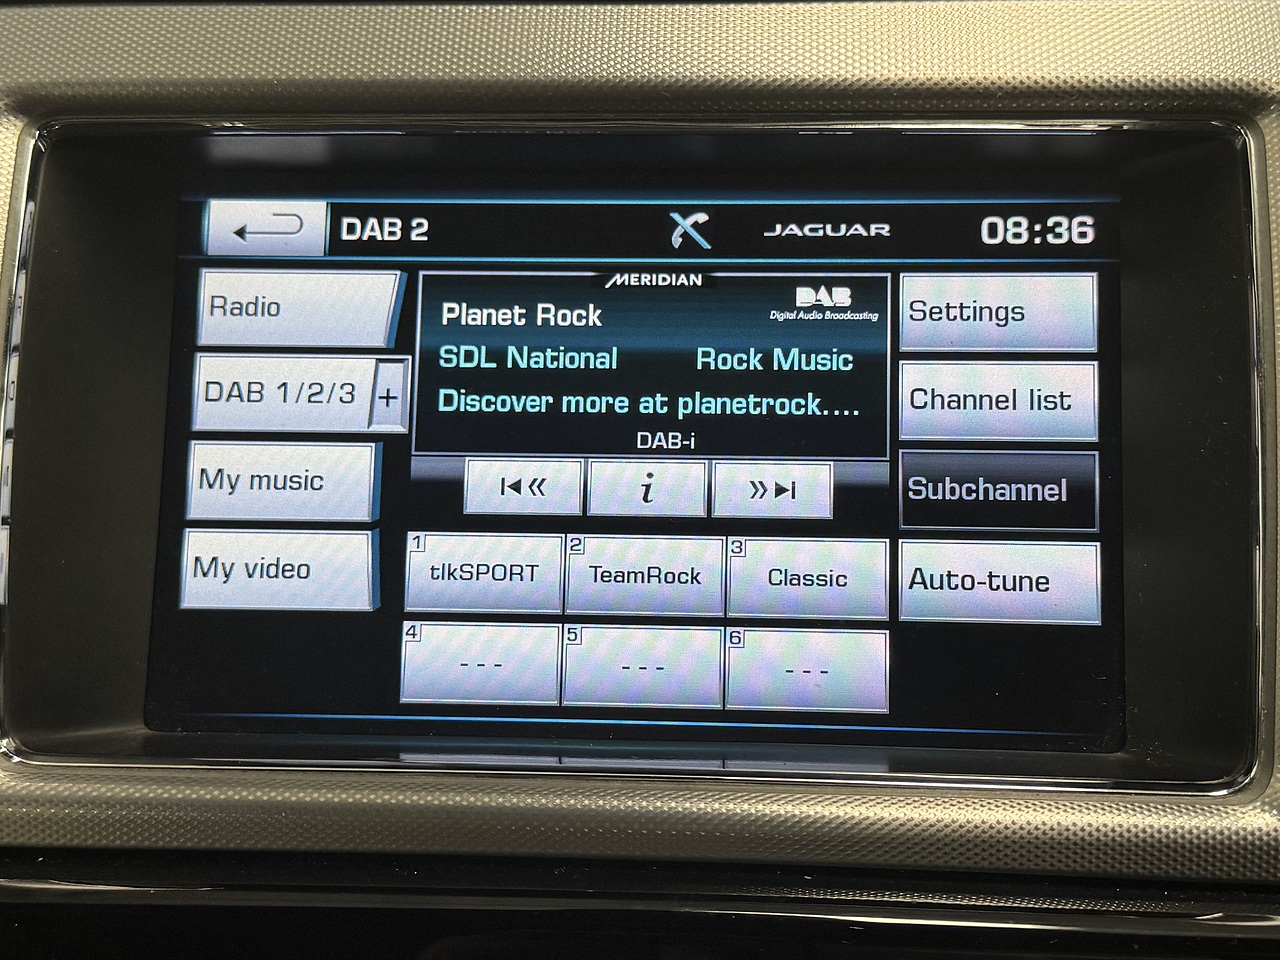 DAB 2
JAGUAR
08:36
Radio
DAB 1/2/3 +
My music
My video
MERIDIAN
DAB
Digital Audio Broadcasting
Planet Rock
SDL National Rock Music
Discover more at planetrock....
DAB-i
i
1 tlkSPORT
2 TeamRock
3 Classic
4 ---
5 ---
6 ---
Settings
Channel list
Subchannel
Auto-tune